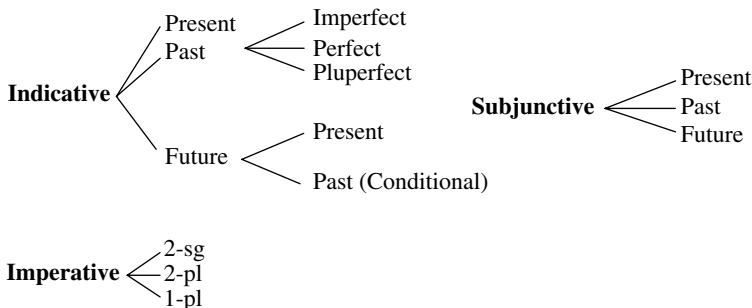 Indicative
Present
Past
Imperfect
Perfect
Pluperfect
Future
Present
Past (Conditional)
Subjunctive
Present
Past
Future
Imperative
2-sg
2-pl
1-pl